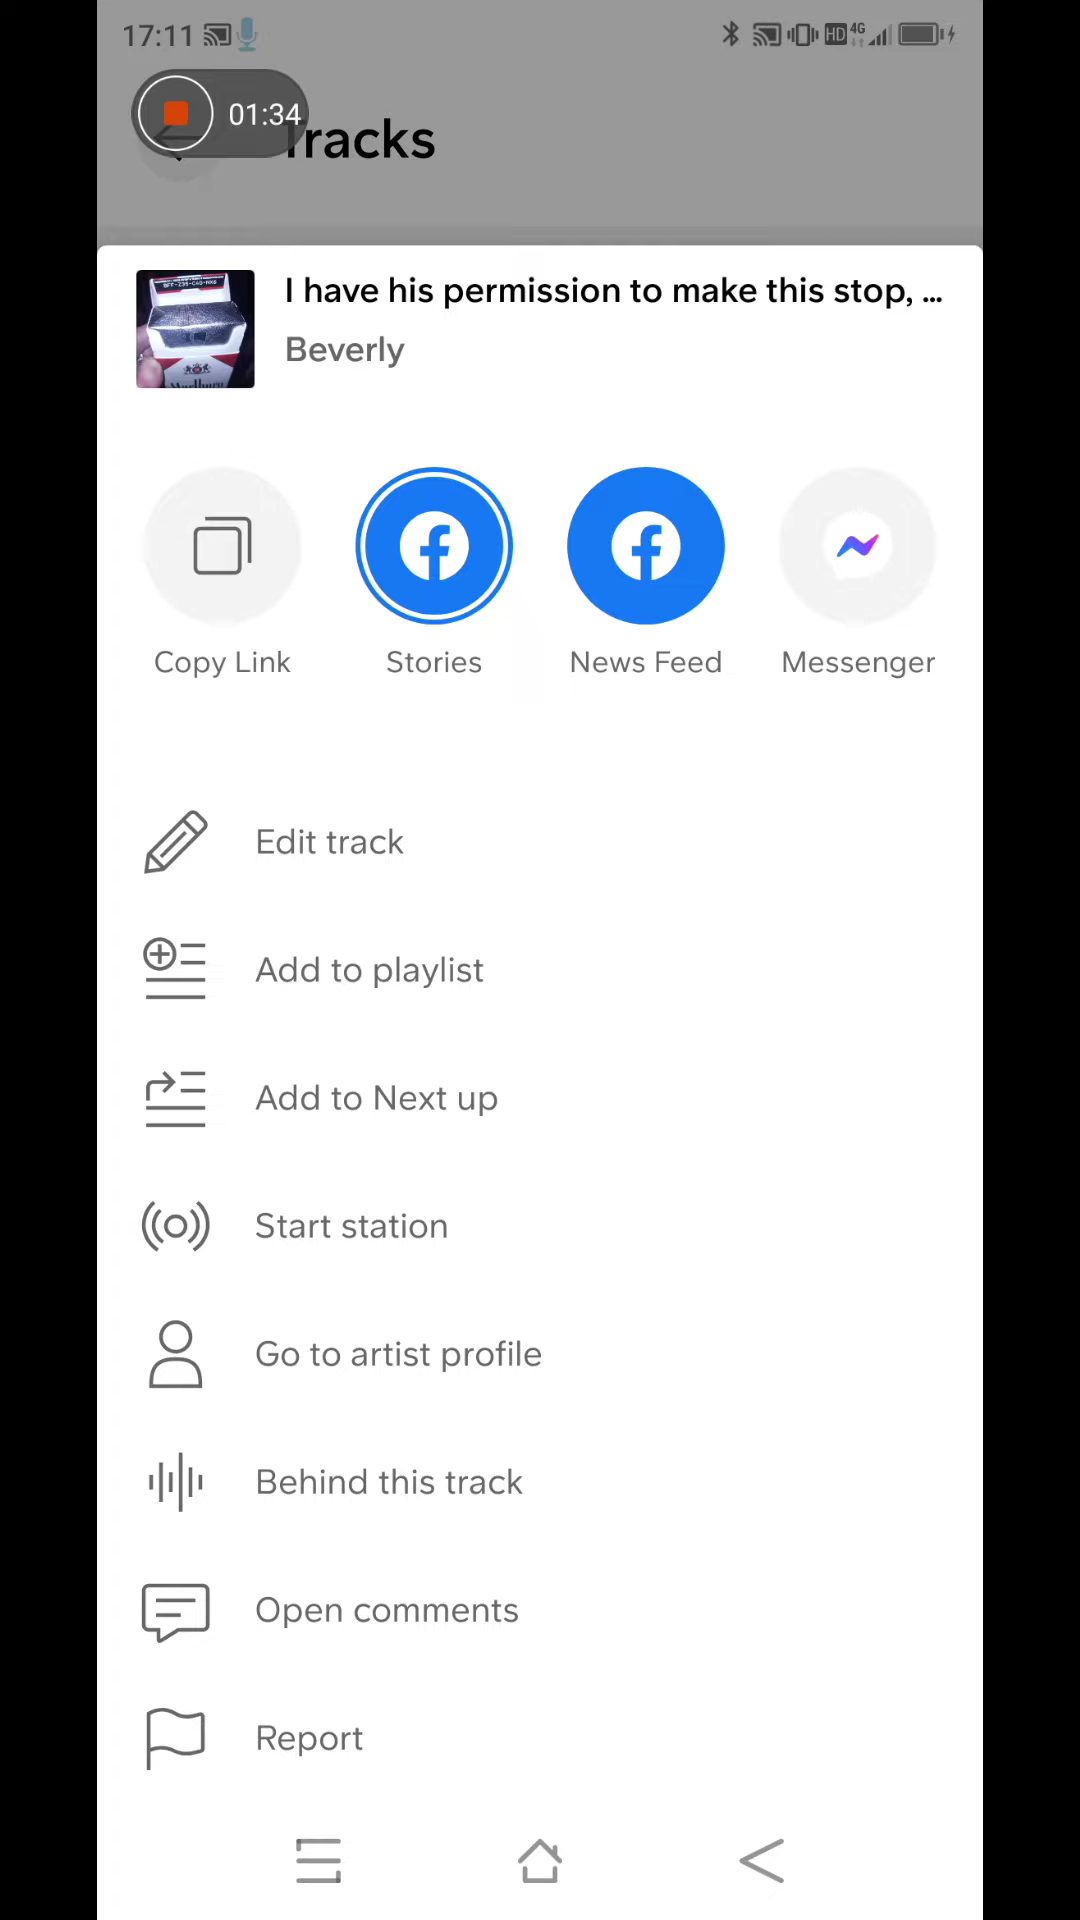 17:11
HD 4G
01:34
Tracks
I have his permission to make this stop, ...
Beverly
Copy Link
Stories
News Feed
Messenger
Edit track
Add to playlist
Add to Next up
Start station
Go to artist profile
Behind this track
Open comments
Report